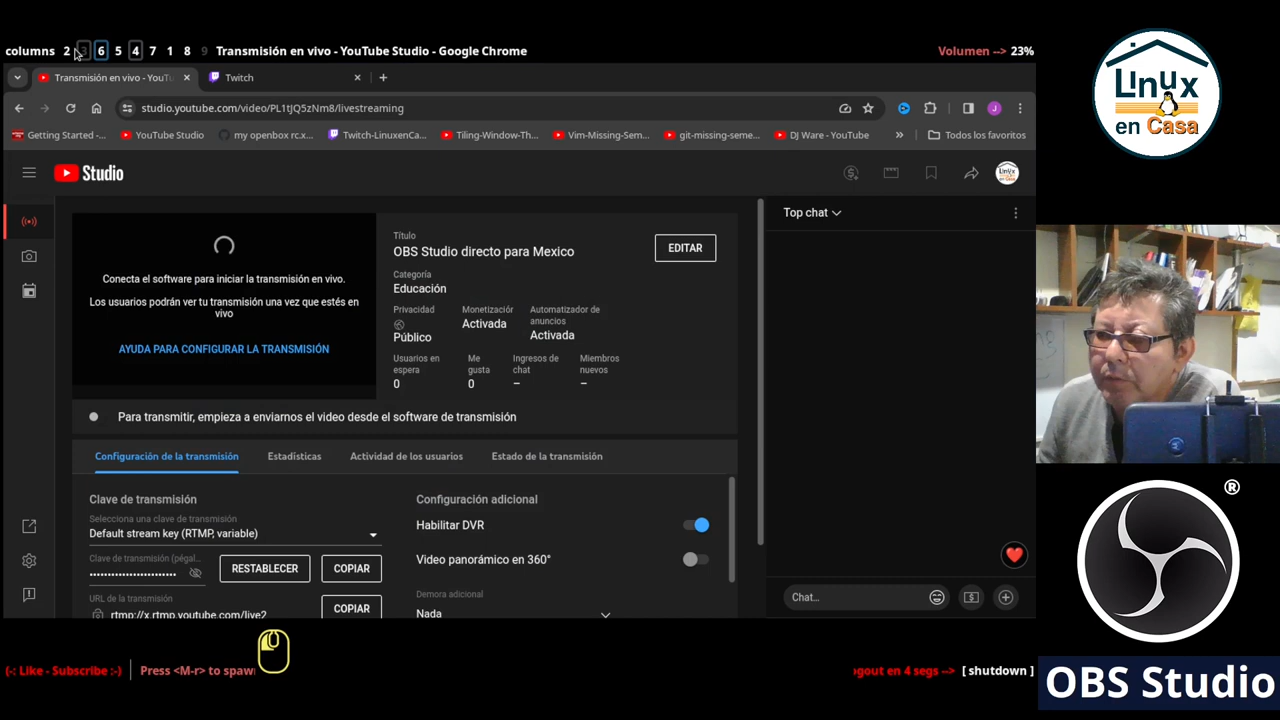 columns 2 3 6 5 4 7 1 8 9 Transmisión en vivo - YouTube Studio - Google Chrome
Volumen --> 23%
Transmisión en vivo - YouTu
Twitch
studio.youtube.com/video/PL1tJQ5zNm8/livestreaming
J
Getting Started -...
YouTube Studio
my openbox rc.x...
Twitch-LinuxenCa...
Tiling-Window-Th...
Vim-Missing-Sem...
git-missing-seme...
DJ Ware - YouTube
Todos los favoritos
Studio
Conecta el software para iniciar la transmisión en vivo.
Los usuarios podrán ver tu transmisión una vez que estés en
vivo
AYUDA PARA CONFIGURAR LA TRANSMISIÓN
Título
OBS Studio directo para Mexico
EDITAR
Categoría
Educación
Privacidad
Público
Monetización
Activada
Automatizador de
anuncios
Activada
Usuarios en
espera
0
Me
gusta
0
Ingresos de
chat
–
Miembros
nuevos
–
Para transmitir, empieza a enviarnos el video desde el software de transmisión
Configuración de la transmisión
Estadísticas
Actividad de los usuarios
Estado de la transmisión
Clave de transmisión
Selecciona una clave de transmisión
Default stream key (RTMP, variable)
Clave de transmisión (pégal...
RESTABLECER
COPIAR
URL de la transmisión
rtmp://x.rtmp.youtube.com/live2
COPIAR
Configuración adicional
Habilitar DVR
Video panorámico en 360°
Demora adicional
Nada
Top chat
Chat...
(-: Like - Subscribe :-)
Press <M-r> to spaw
ogout en 4 segs -->
[ shutdown ]
Linux
en Casa
®
OBS Studio